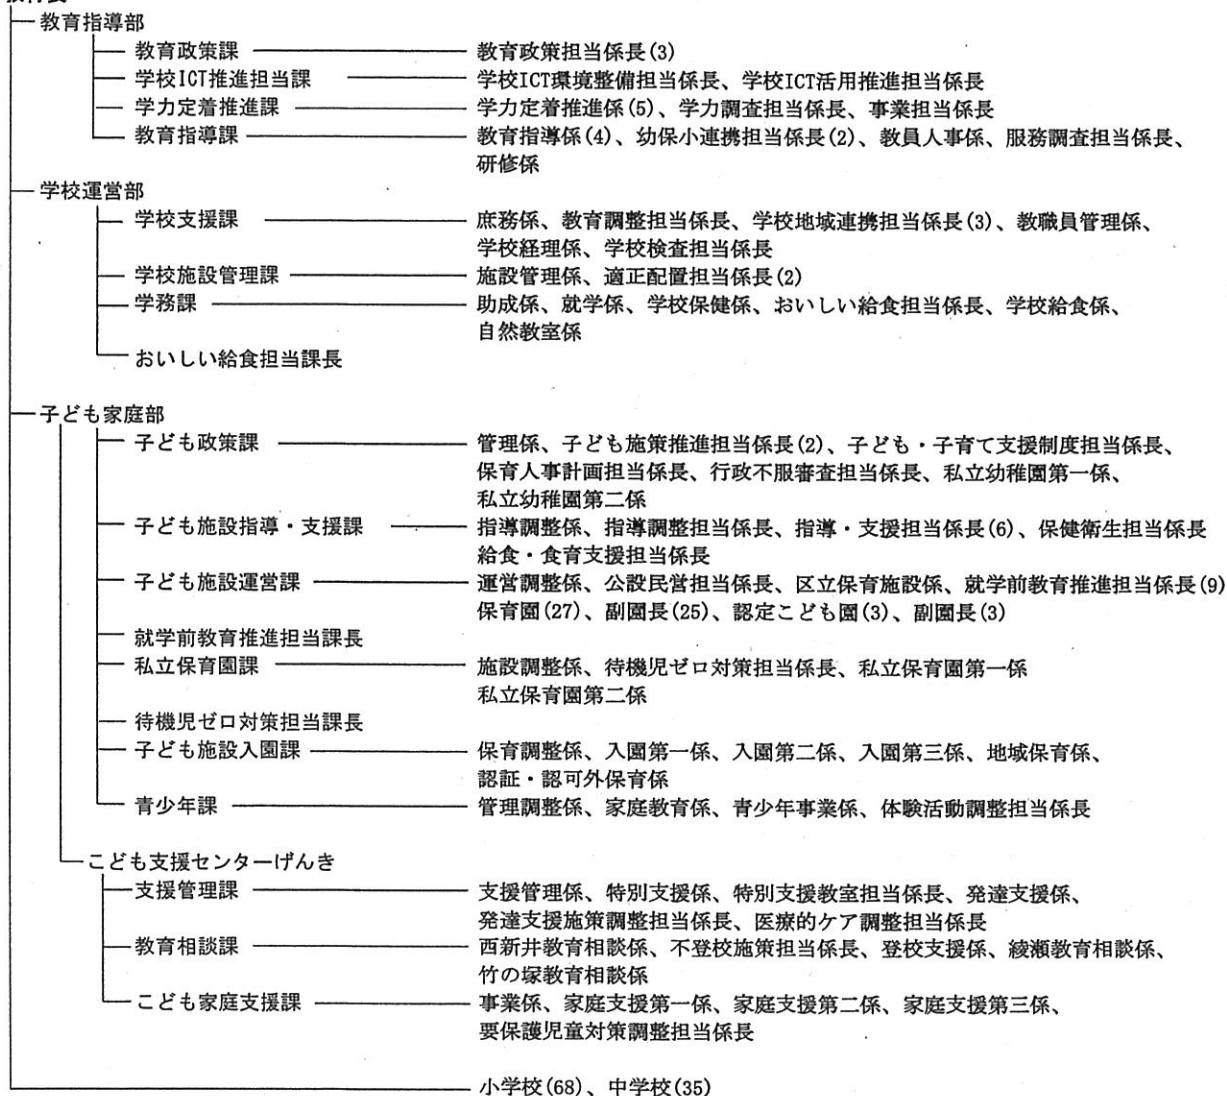 教育指導部
教育政策課 教育政策担当係長(3)
学校ICT推進担当課 学校ICT環境整備担当係長、学校ICT活用推進担当係長
学力定着推進課 学力定着推進係(5)、学力調査担当係長、事業担当係長
教育指導課 教育指導係(4)、幼保小連携担当係長(2)、教員人事係、服務調査担当係長、
研修係
学校運営部
学校支援課 庶務係、教育調整担当係長、学校地域連携担当係長(3)、教職員管理係、
学校経理係、学校検査担当係長
学校施設管理課 施設管理係、適正配置担当係長(2)
学務課 助成係、就学係、学校保健係、おいしい給食担当係長、学校給食係、
自然教室係
おいしい給食担当課長
子ども家庭部
子ども政策課 管理係、子ども施策推進担当係長(2)、子ども・子育て支援制度担当係長、
保育人事計画担当係長、行政不服審査担当係長、私立幼稚園第一係、
私立幼稚園第二係
子ども施設指導・支援課 指導調整係、指導調整担当係長、指導・支援担当係長(6)、保健衛生担当係長
給食・食育支援担当係長
子ども施設運営課 運営調整係、公設民営担当係長、区立保育施設係、就学前教育推進担当係長(9)
保育園(27)、副園長(25)、認定こども園(3)、副園長(3)
就学前教育推進担当課長
私立保育園課 施設調整係、待機児ゼロ対策担当係長、私立保育園第一係
私立保育園第二係
待機児ゼロ対策担当課長
子ども施設入園課 保育調整係、入園第一係、入園第二係、入園第三係、地域保育係、
認証・認可外保育係
青少年課 管理調整係、家庭教育係、青少年事業係、体験活動調整担当係長
こども支援センターげんき
支援管理課 支援管理係、特別支援係、特別支援教室担当係長、発達支援係、
発達支援施策調整担当係長、医療的ケア調整担当係長
教育相談課 西新井教育相談係、不登校施策担当係長、登校支援係、綾瀬教育相談係、
竹の塚教育相談係
こども家庭支援課 事業係、家庭支援第一係、家庭支援第二係、家庭支援第三係、
要保護児童対策調整担当係長
小学校(68)、中学校(35)